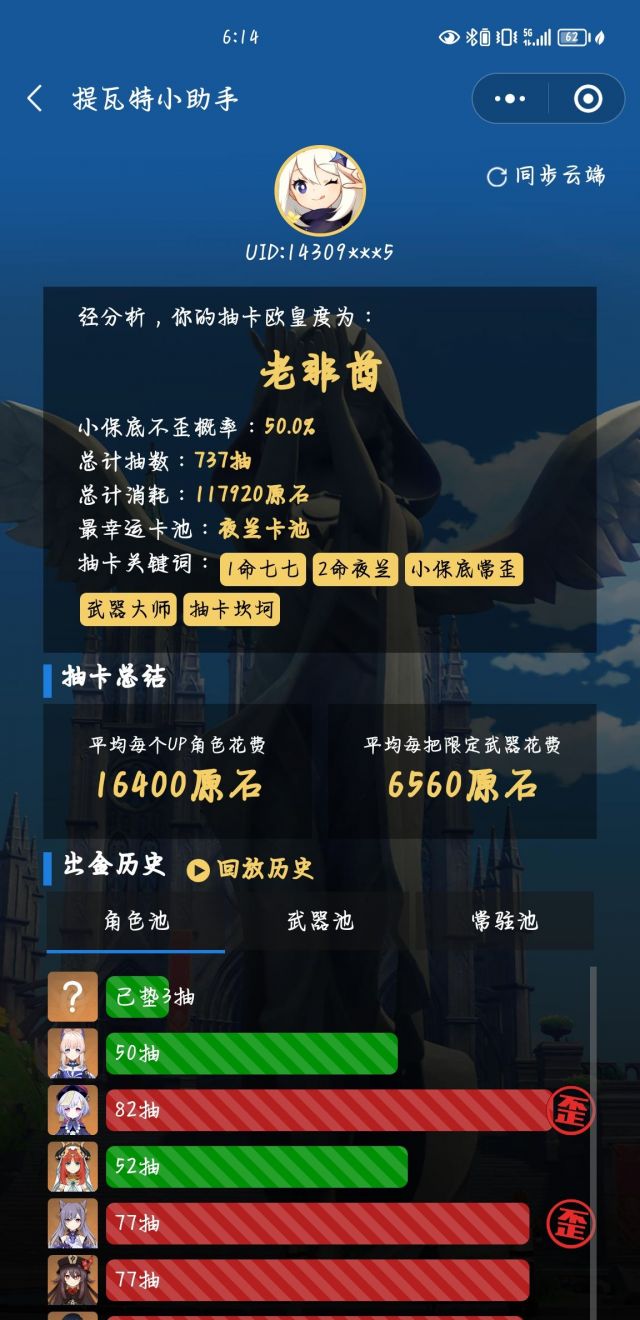 6:14
5G
62
提瓦特小助手
同步云端
UID:14309***5
径分析，你的抽卡欧皇度为：
老非酋
小保底不歪概率：50.0%
总计抽数：737抽
总计消耗：117920原石
最幸运卡池：夜兰卡池
抽卡关键词： 1命七七 2命夜兰 小保底常歪
武器大师 抽卡坎坷
抽卡总结
平均每个UP角色花费 平均每把限定武器花费
16400原石 6560原石
出金历史 回放历史
角色池 武器池 常驻池
? 已垫3抽
50抽
82抽 歪
52抽
77抽 歪
77抽